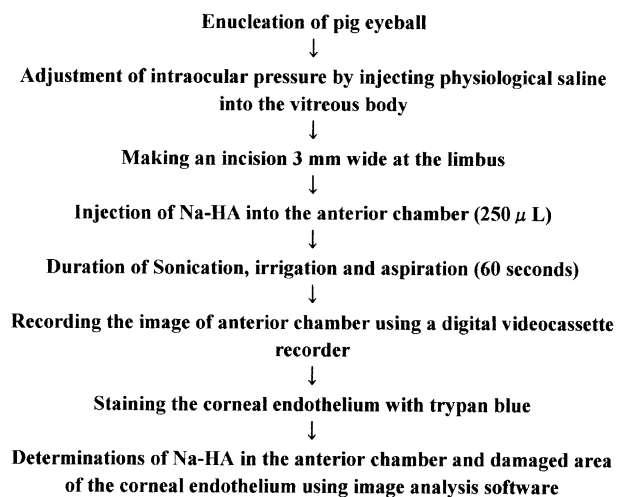 Enucleation of pig eyeball
↓
Adjustment of intraocular pressure by injecting physiological saline
into the vitreous body
↓
Making an incision 3 mm wide at the limbus
↓
Injection of Na-HA into the anterior chamber (250 μ L)
↓
Duration of Sonication, irrigation and aspiration (60 seconds)
↓
Recording the image of anterior chamber using a digital videocassette
recorder
↓
Staining the corneal endothelium with trypan blue
↓
Determinations of Na-HA in the anterior chamber and damaged area
of the corneal endothelium using image analysis software